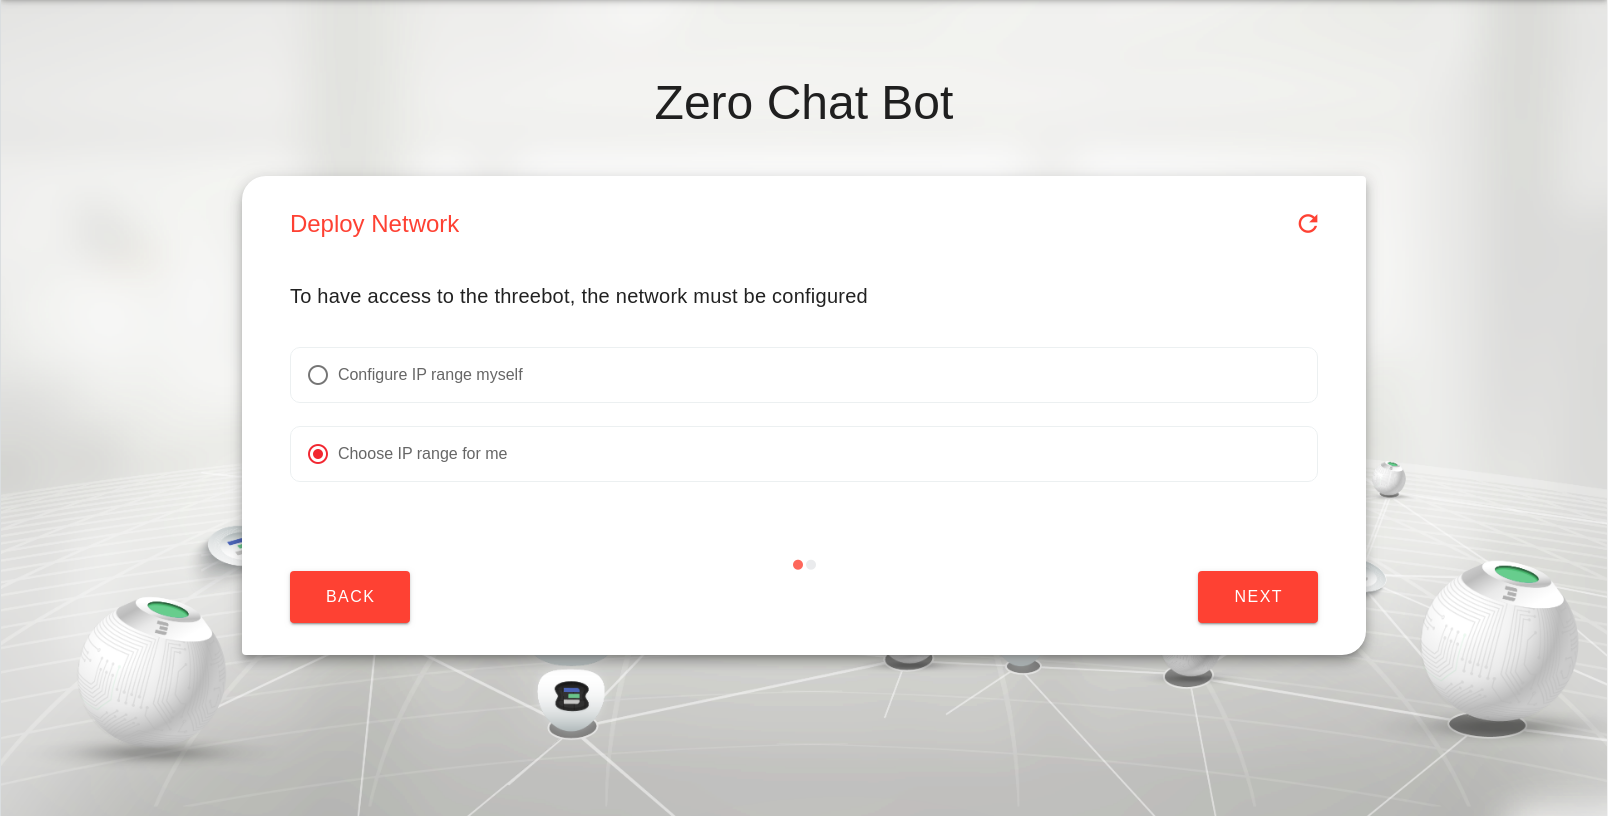 Zero Chat Bot
Deploy Network
To have access to the threebot, the network must be configured
Configure IP range myself
Choose IP range for me
BACK
NEXT